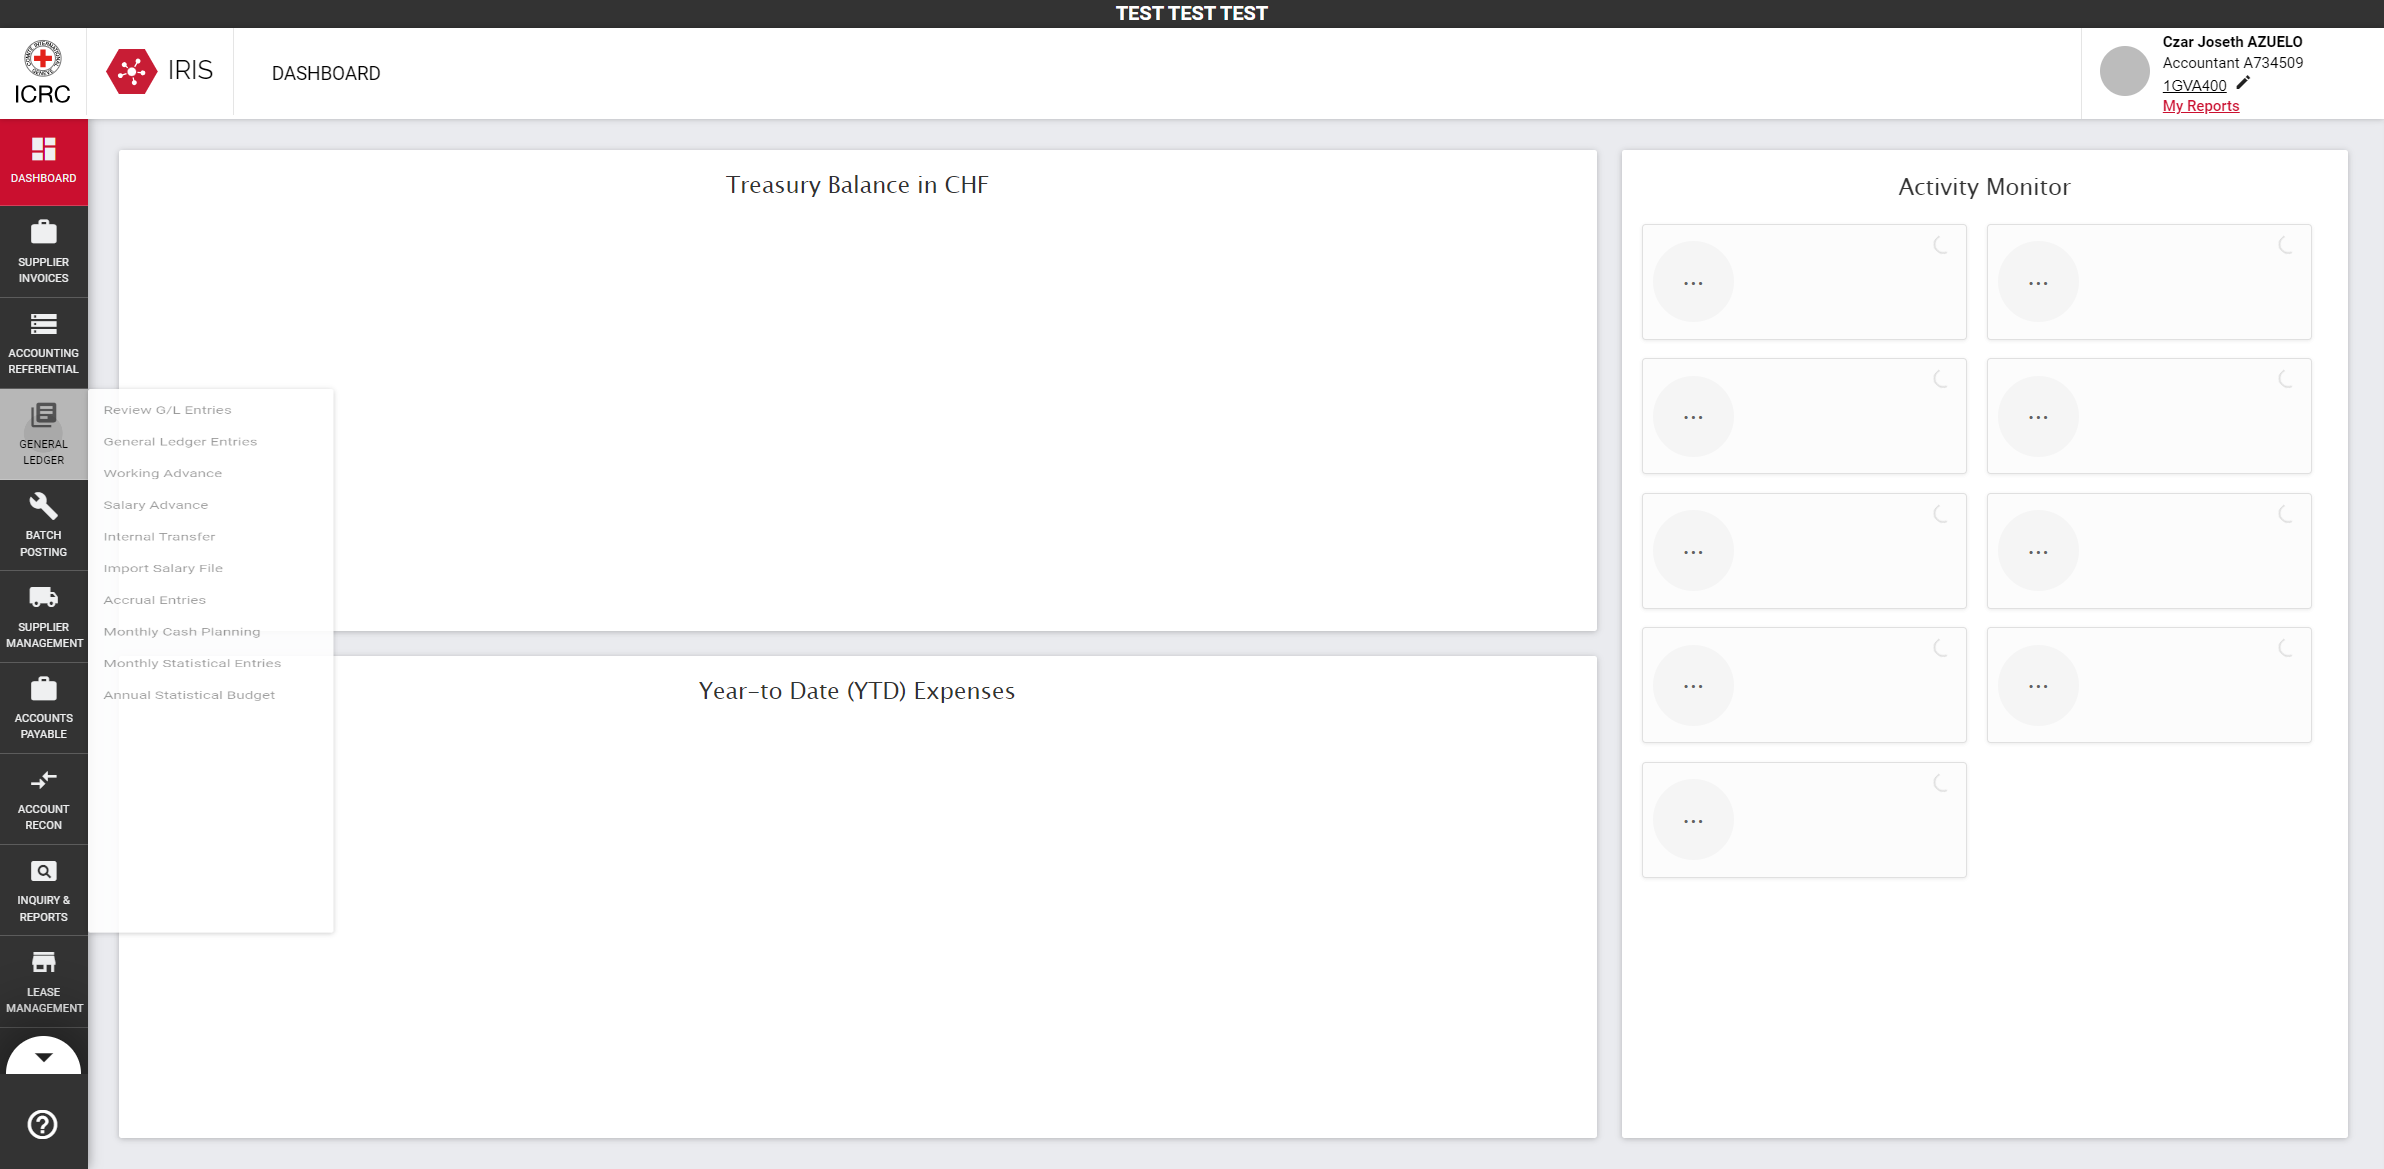 TEST TEST TEST
ICRC
IRIS
DASHBOARD
Czar Joseth AZUELO
Accountant A734509
1GVA400
My Reports
DASHBOARD
SUPPLIER
INVOICES
ACCOUNTING
REFERENTIAL
GENERAL
LEDGER
BATCH
POSTING
SUPPLIER
MANAGEMENT
ACCOUNTS
PAYABLE
ACCOUNT
RECON
INQUIRY &
REPORTS
LEASE
MANAGEMENT
Review G/L Entries
General Ledger Entries
Working Advance
Salary Advance
Internal Transfer
Import Salary File
Accrual Entries
Monthly Cash Planning
Monthly Statistical Entries
Annual Statistical Budget
Treasury Balance in CHF
Year-to Date (YTD) Expenses
Activity Monitor
... ...
... ...
... ...
... ...
...